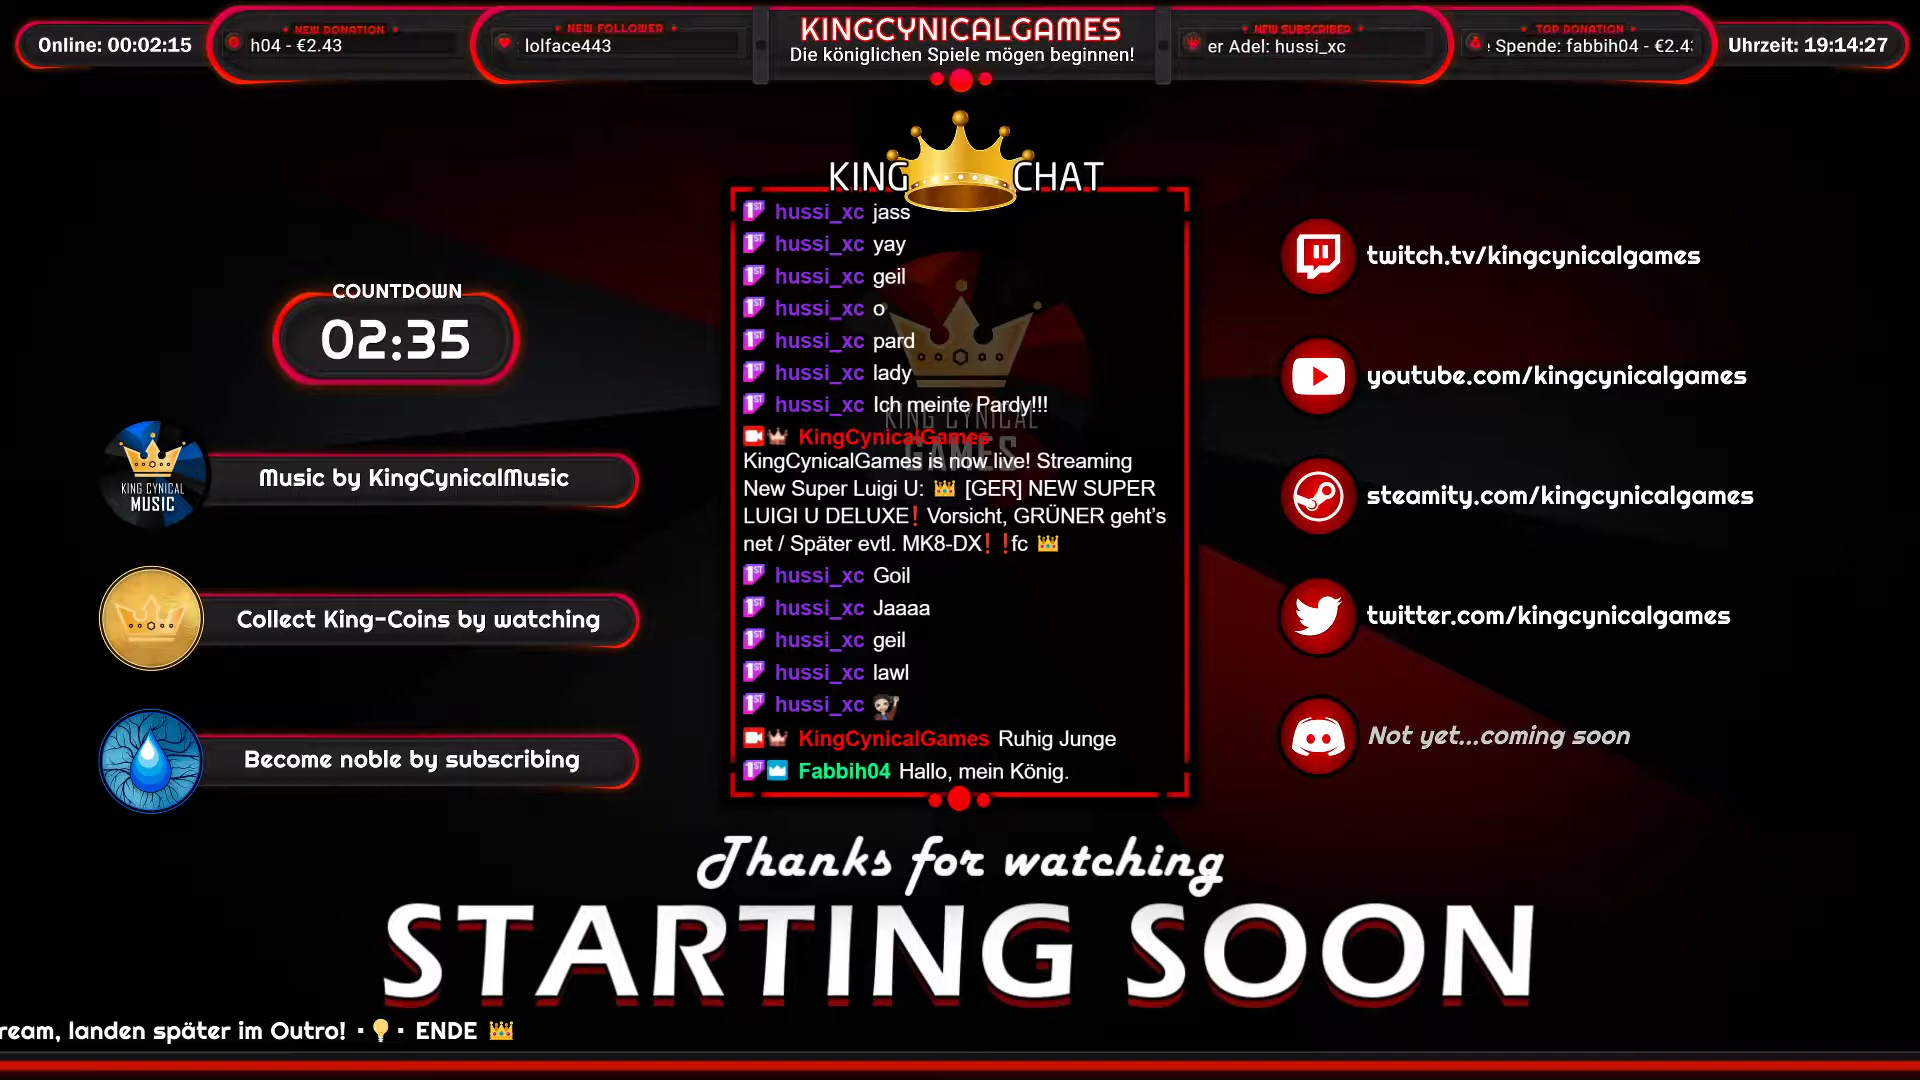 Online: 00:02:15
NEW DONATION
h04 - €2.43
NEW FOLLOWER
lolface443
KINGCYNICALGAMES
Die königlichen Spiele mögen beginnen!
NEW SUBSCRIBER
er Adel: hussi_xc
TOP DONATION
Spende: fabbih04 - €2.4
Uhrzeit: 19:14:27
KING CHAT
hussi_xc jass
hussi_xc yay
hussi_xc geil
hussi_xc o
hussi_xc pard
hussi_xc lady
hussi_xc Ich meinte Pardy!!!
KingCynicalGames
KingCynicalGames is now live! Streaming
New Super Luigi U: 👑 [GER] NEW SUPER
LUIGI U DELUXE❗Vorsicht, GRÜNER geht's
net / Später evtl. MK8-DX❗❗fc 👑
hussi_xc Goil
hussi_xc Jaaaa
hussi_xc geil
hussi_xc lawl
hussi_xc
KingCynicalGames Ruhig Junge
Fabbih04 Hallo, mein König.
KING CYNICAL
GAMES
COUNTDOWN
02:35
KING CYNICAL
MUSIC
Music by KingCynicalMusic
Collect King-Coins by watching
Become noble by subscribing
twitch.tv/kingcynicalgames
youtube.com/kingcynicalgames
steamity.com/kingcynicalgames
twitter.com/kingcynicalgames
Not yet...coming soon
Thanks for watching
STARTING SOON
ream, landen später im Outro! •💡• ENDE 👑